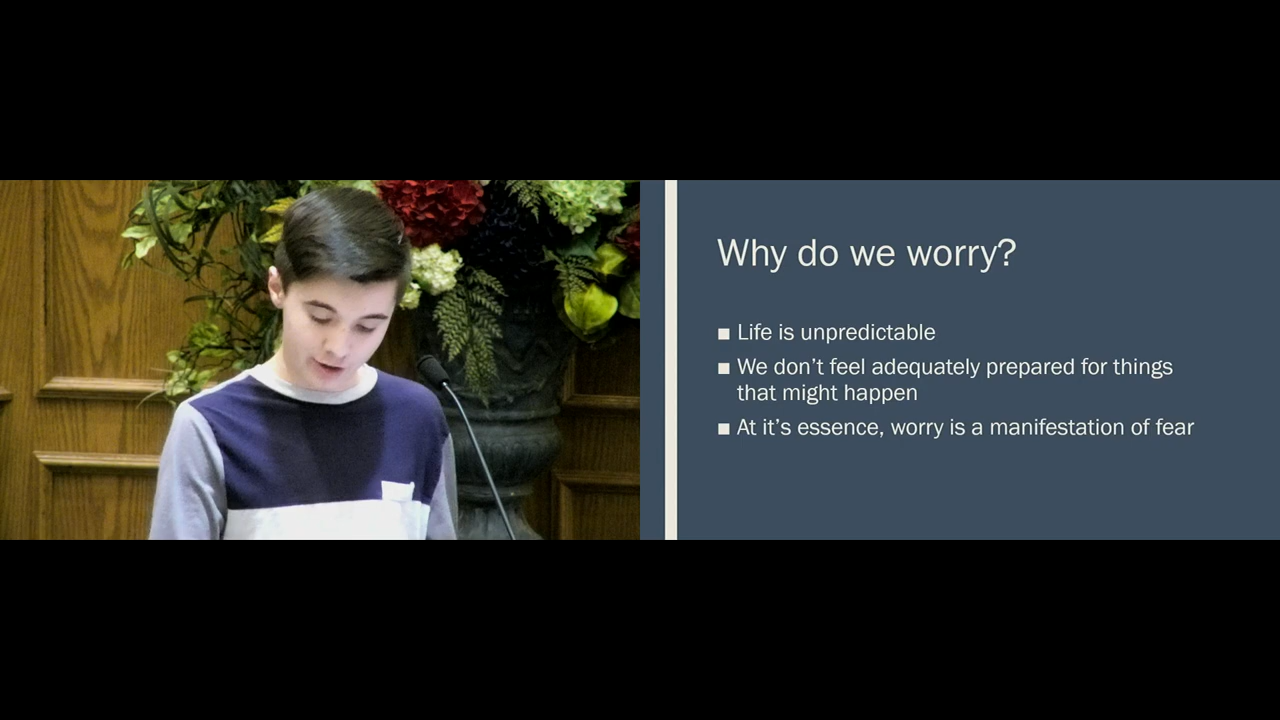 Why do we worry?
■ Life is unpredictable
■ We don't feel adequately prepared for things
that might happen
■ At it's essence, worry is a manifestation of fear